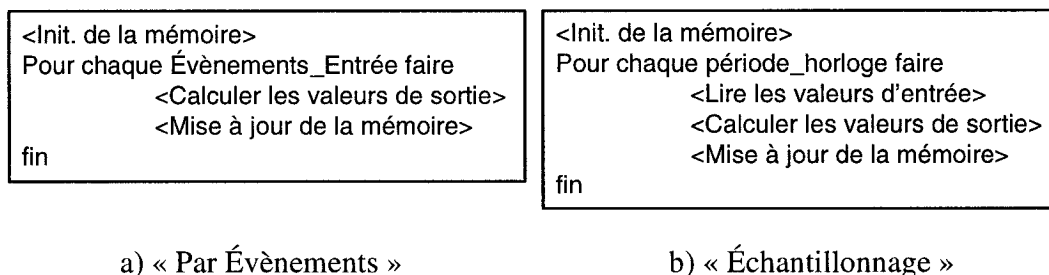 <Init. de la mémoire>
Pour chaque Évènements_Entrée faire
<Calculer les valeurs de sortie>
<Mise à jour de la mémoire>
fin
<Init. de la mémoire>
Pour chaque période_horloge faire
<Lire les valeurs d'entrée>
<Calculer les valeurs de sortie>
<Mise à jour de la mémoire>
fin
a) « Par Évènements »
b) « Échantillonnage »